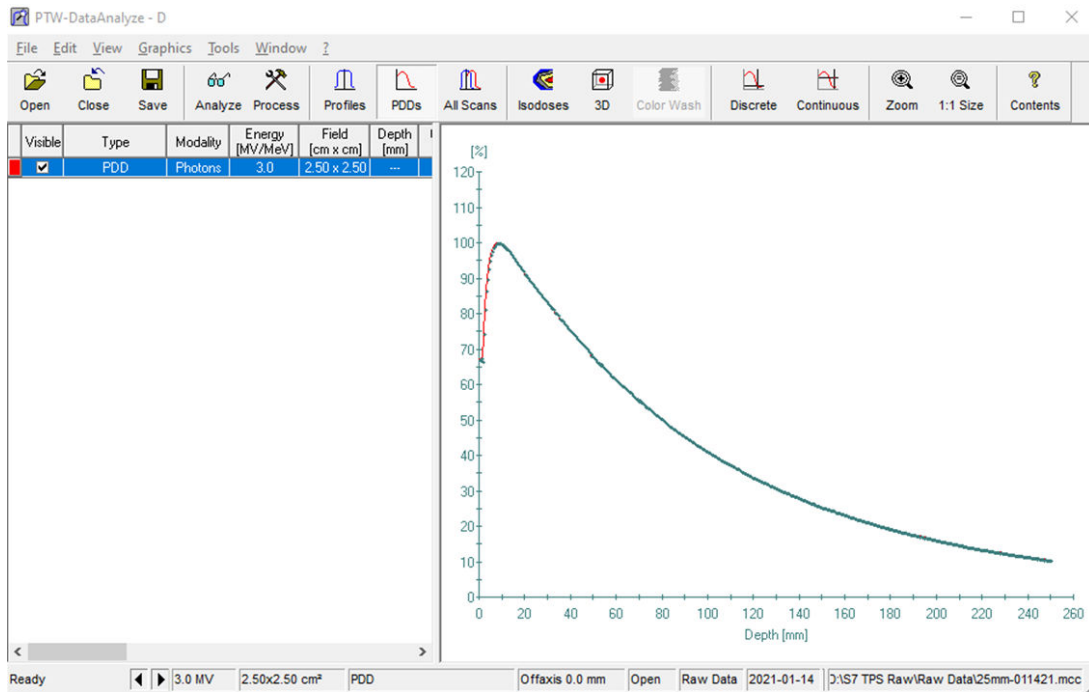 PTW-DataAnalyze - D
File Edit View Graphics Tools Window ?
Open Close Save Analyze Process Profiles PDDs All Scans Isodoses 3D Color Wash Discrete Continuous Zoom 1:1 Size Contents
Visible Type Modality Energy [MV/MeV] Field [cm x cm] Depth [mm]
PDD Photons 3.0 2.50 x 2.50 ---
[%]
120
110
100
90
80
70
60
50
40
30
20
10
0
0 20 40 60 80 100 120 140 160 180 200 220 240 260
Depth [mm]
Ready 3.0 MV 2.50x2.50 cm² PDD Offaxis 0.0 mm Open Raw Data 2021-01-14 D:\S7 TPS Raw\Raw Data\25mm-011421.mcc